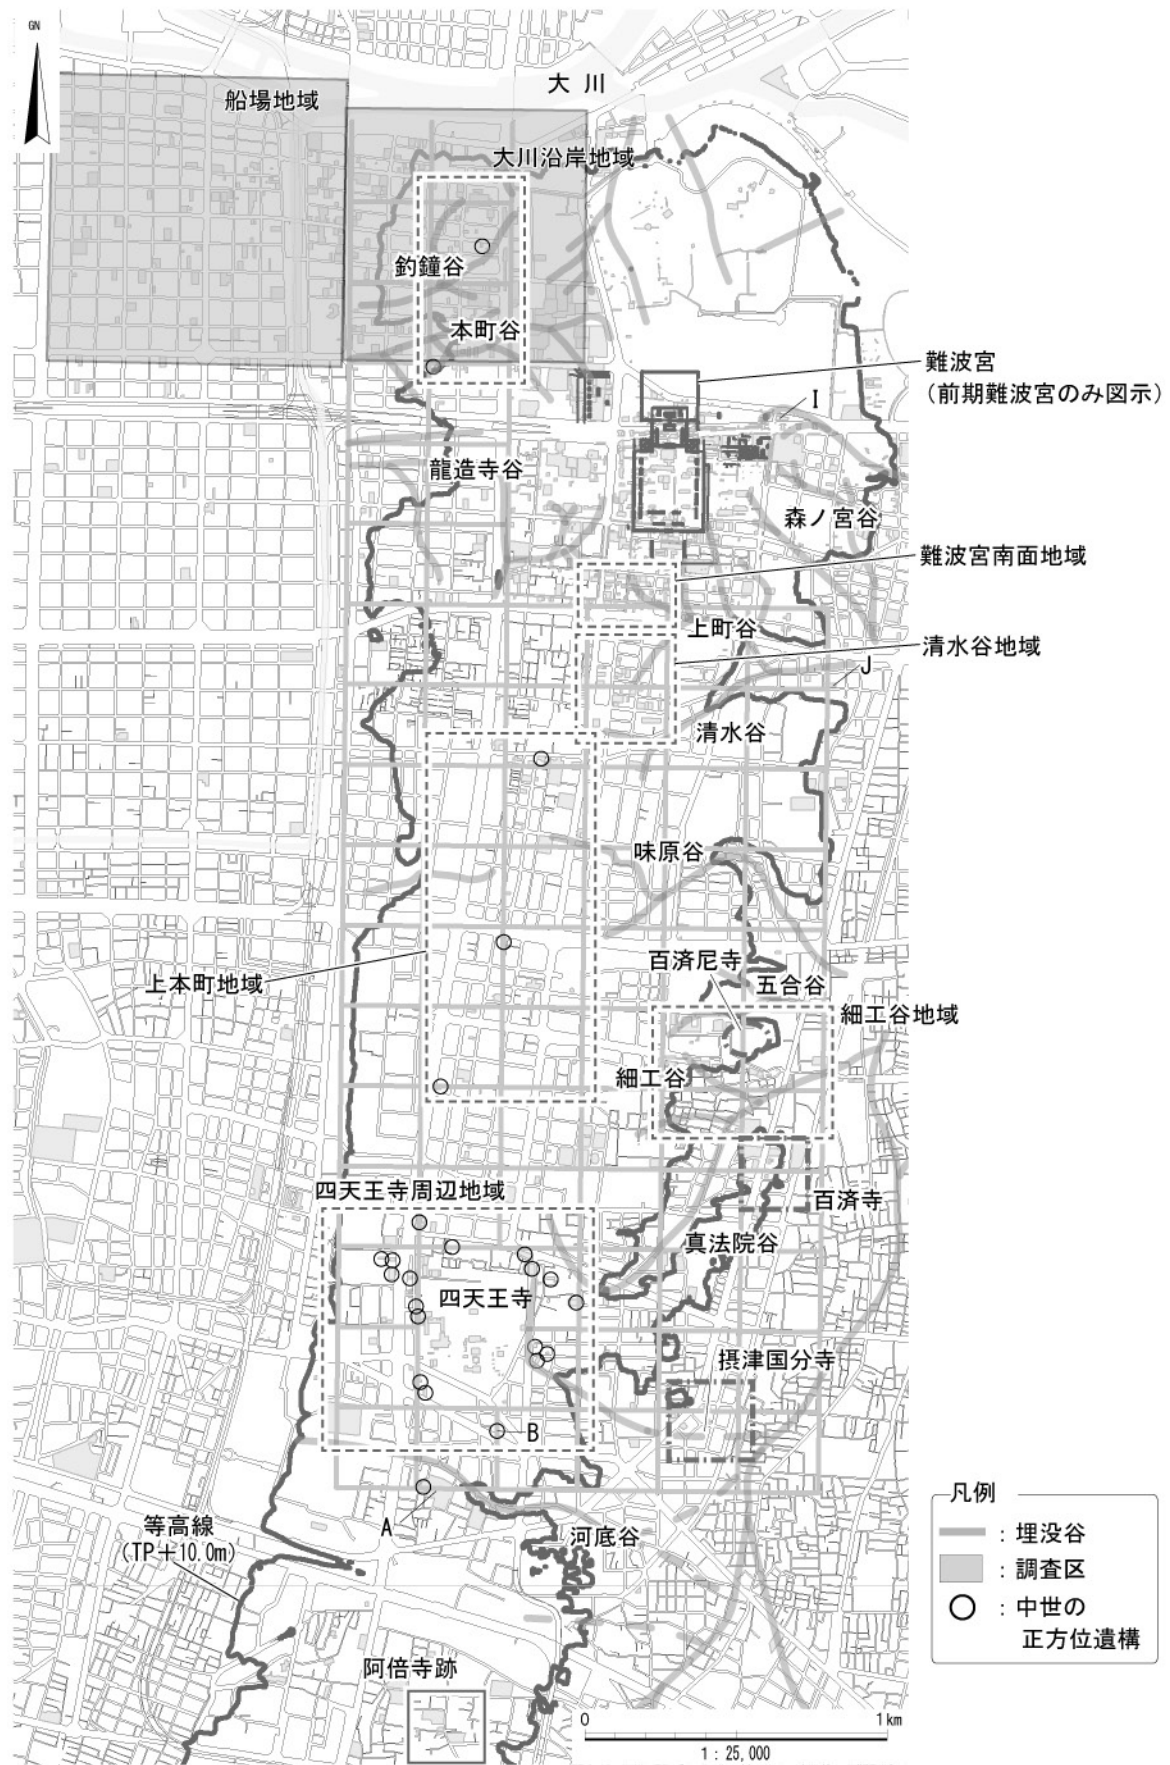 GN
大川
船場地域
大川沿岸地域
釣鐘谷
本町谷
難波宮
(前期難波宮のみ図示)
I
龍造寺谷
森ノ宮谷
難波宮南面地域
上町谷
清水谷地域
J
清水谷
味原谷
百済尼寺
五合谷
上本町地域
細工谷地域
細工谷
四天王寺周辺地域
百済寺
真法院谷
四天王寺
摂津国分寺
B
A
河底谷
等高線
(TP+10.0m)
阿倍寺跡
凡例
:埋没谷
:調査区
:中世の
正方位遺構
0 1km
1:25,000